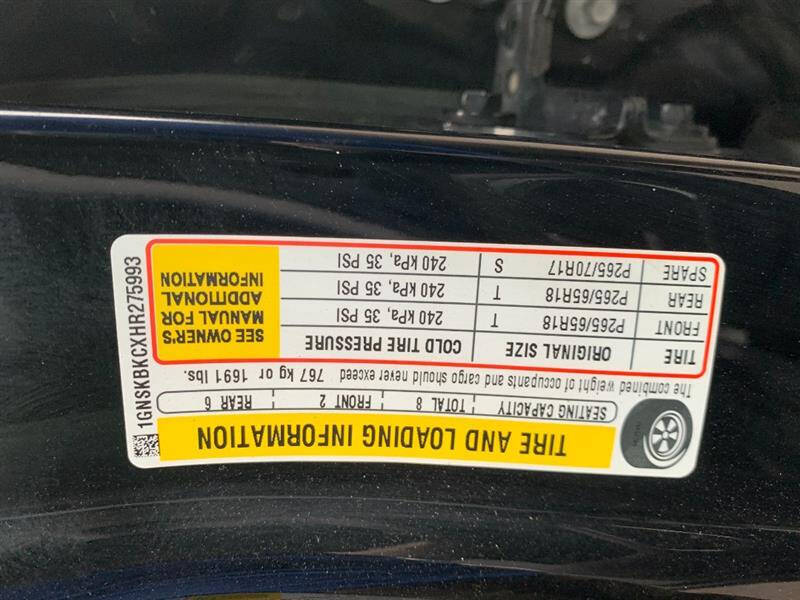 TIRE AND LOADING INFORMATION
SEATING CAPACITY TOTAL 8 FRONT 2 REAR 6
The combined weight of occupants and cargo should never exceed 767 kg or 1691 lbs.
TIRE ORIGINAL SIZE COLD TIRE PRESSURE
FRONT P265/65R18 T 240 kPa, 35 PSI
REAR P265/65R18 T 240 kPa, 35 PSI
SPARE P265/70R17 S 240 kPa, 35 PSI
SEE OWNER'S
MANUAL FOR
ADDITIONAL
INFORMATION
1GNSKBKCXHR275993